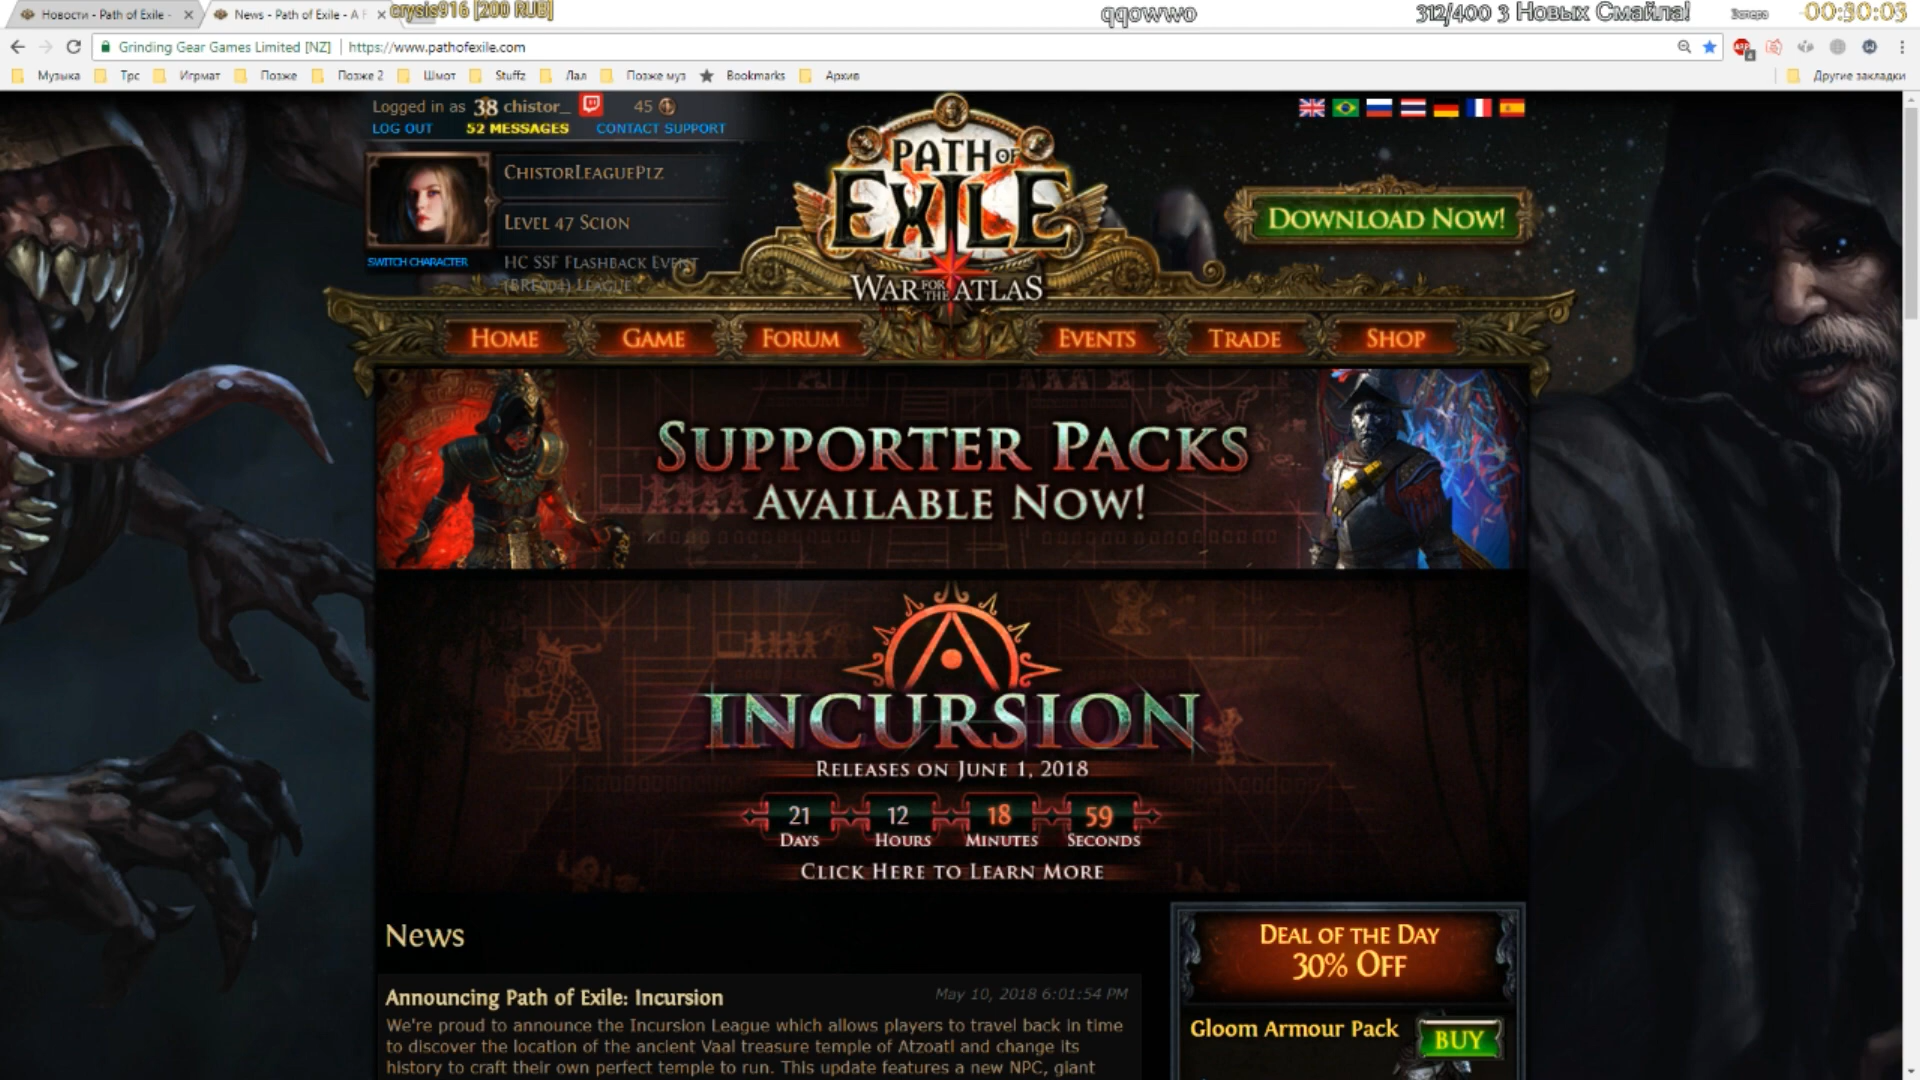 Новости - Path of Exile -
News - Path of Exile - A F
crysis916 [200 RUB]
qqowwo
312/400 3 Новых Смайла!
00:30:03
Grinding Gear Games Limited [NZ] https://www.pathofexile.com
Музыка Трс Игрмат Позже Позже 2 Шмот Stuffz Лал Позже муз Bookmarks Архив Другие закладки
Logged in as 38 chistor_ 45
LOG OUT 52 MESSAGES CONTACT SUPPORT
ChistorLeaguePlz
Level 47 Scion
SWITCH CHARACTER
HC SSF Flashback Event
(BRE004) League
PATH OF
EXILE
WAR FOR THE ATLAS
DOWNLOAD NOW!
HOME GAME FORUM EVENTS TRADE SHOP
SUPPORTER PACKS
AVAILABLE NOW!
INCURSION
RELEASES ON JUNE 1, 2018
21 12 18 59
DAYS HOURS MINUTES SECONDS
CLICK HERE TO LEARN MORE
News
Announcing Path of Exile: Incursion May 10, 2018 6:01:54 PM
We're proud to announce the Incursion League which allows players to travel back in time
to discover the location of the ancient Vaal treasure temple of Atzoatl and change its
history to craft their own perfect temple to run. This update features a new NPC, giant
DEAL OF THE DAY
30% OFF
Gloom Armour Pack
BUY